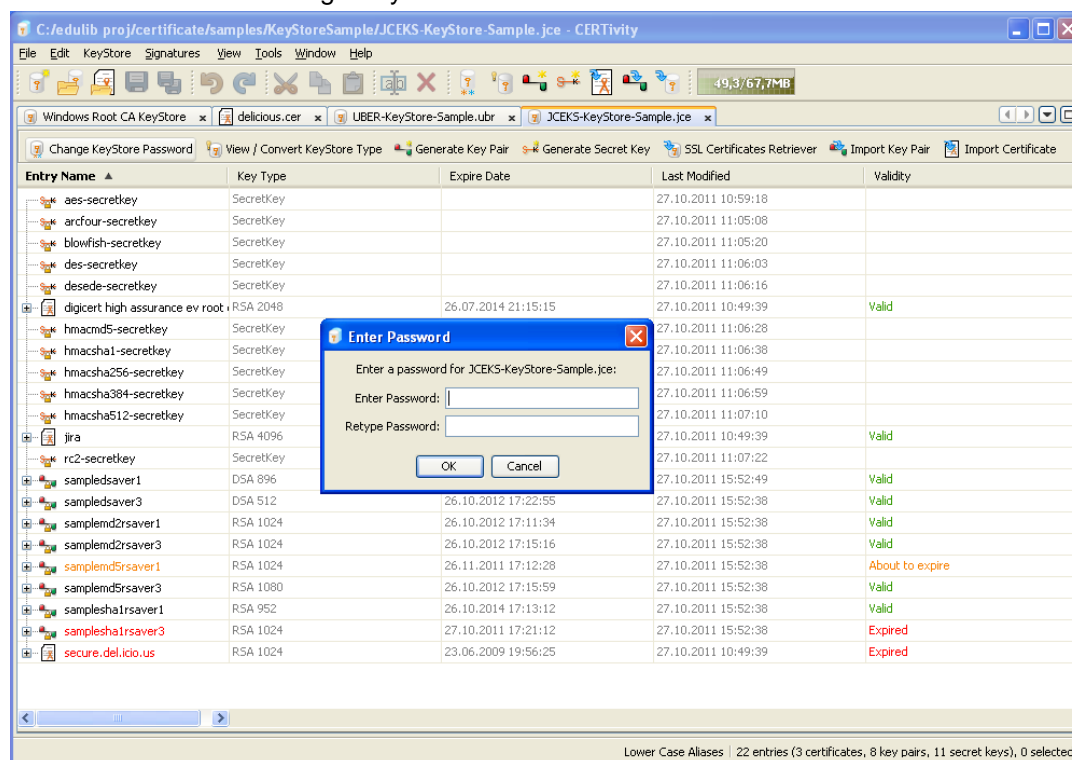 C:/edulib proj/certificate/samples/KeyStoreSample/JCEKS-KeyStore-Sample.jce - CERTivity
File Edit KeyStore Signatures View Tools Window Help
49,3/67,7MB
Windows Root CA KeyStore x delicious.cer x UBER-KeyStore-Sample.ubr x JCEKS-KeyStore-Sample.jce x
Change KeyStore Password View / Convert KeyStore Type Generate Key Pair Generate Secret Key SSL Certificates Retriever Import Key Pair Import Certificate
Entry Name Key Type Expire Date Last Modified Validity
aes-secretkey SecretKey 27.10.2011 10:59:18
arcfour-secretkey SecretKey 27.10.2011 11:05:08
blowfish-secretkey SecretKey 27.10.2011 11:05:20
des-secretkey SecretKey 27.10.2011 11:06:03
desede-secretkey SecretKey 27.10.2011 11:06:16
digicert high assurance ev root RSA 2048 26.07.2014 21:15:15 27.10.2011 10:49:39 Valid
hmacmd5-secretkey SecretKey 27.10.2011 11:06:28
hmacsha1-secretkey SecretKey 27.10.2011 11:06:38
hmacsha256-secretkey SecretKey 27.10.2011 11:06:49
hmacsha384-secretkey SecretKey 27.10.2011 11:06:59
hmacsha512-secretkey SecretKey 27.10.2011 11:07:10
jira RSA 4096 27.10.2011 10:49:39 Valid
rc2-secretkey SecretKey 27.10.2011 11:07:22
sampledsaver1 DSA 896 27.10.2011 15:52:49 Valid
sampledsaver3 DSA 512 26.10.2012 17:22:55 27.10.2011 15:52:38 Valid
samplemd2rsaver1 RSA 1024 26.10.2012 17:11:34 27.10.2011 15:52:38 Valid
samplemd2rsaver3 RSA 1024 26.10.2012 17:15:16 27.10.2011 15:52:38 Valid
samplemd5rsaver1 RSA 1024 26.11.2011 17:12:28 27.10.2011 15:52:38 About to expire
samplemd5rsaver3 RSA 1080 26.10.2012 17:15:59 27.10.2011 15:52:38 Valid
samplesha1rsaver1 RSA 952 26.10.2014 17:13:12 27.10.2011 15:52:38 Valid
samplesha1rsaver3 RSA 1024 27.10.2011 17:21:12 27.10.2011 15:52:38 Expired
secure.del.icio.us RSA 1024 23.06.2009 19:56:25 27.10.2011 10:49:39 Expired
Enter Password
Enter a password for JCEKS-KeyStore-Sample.jce:
Enter Password:
Retype Password:
OK Cancel
Lower Case Aliases 22 entries (3 certificates, 8 key pairs, 11 secret keys), 0 selected